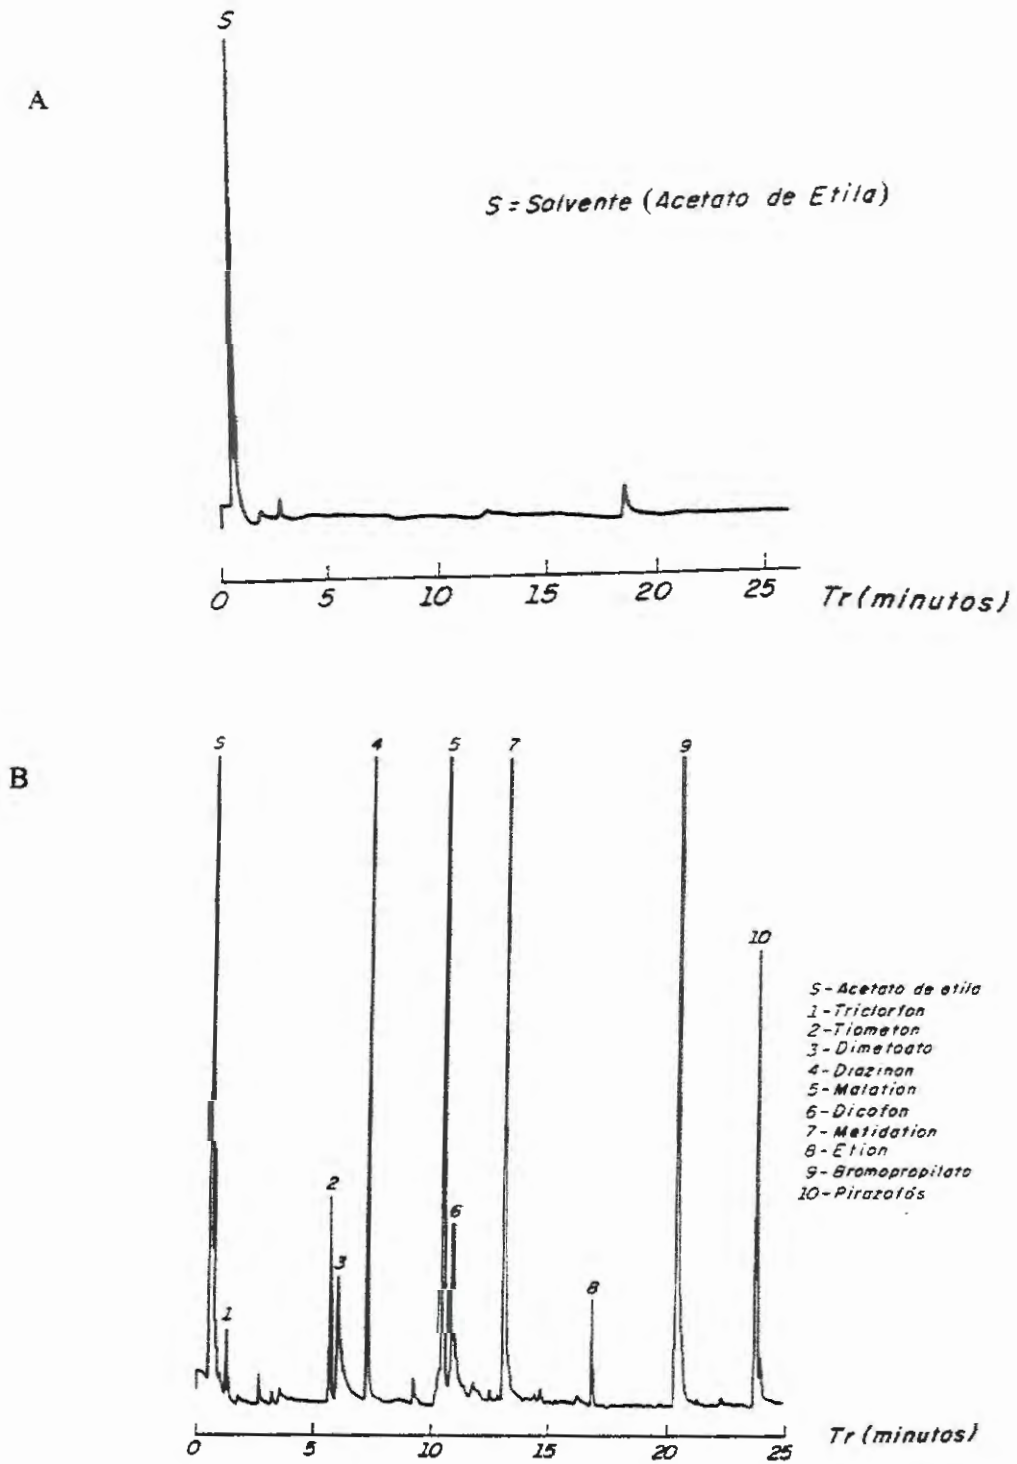 S
A
S = Solvente (Acetato de Etila)
0 5 10 15 20 25 Tr (minutos)
B
S 4 5 7 9
10
2
6
3
1
8
S - Acetato de etila
1 - Triclorfon
2 - Tiometon
3 - Dimetoato
4 - Diazinon
5 - Malation
6 - Dicofon
7 - Metidation
8 - Etion
9 - Bromopropilato
10 - Pirazofós
0 5 10 15 20 25 Tr (minutos)